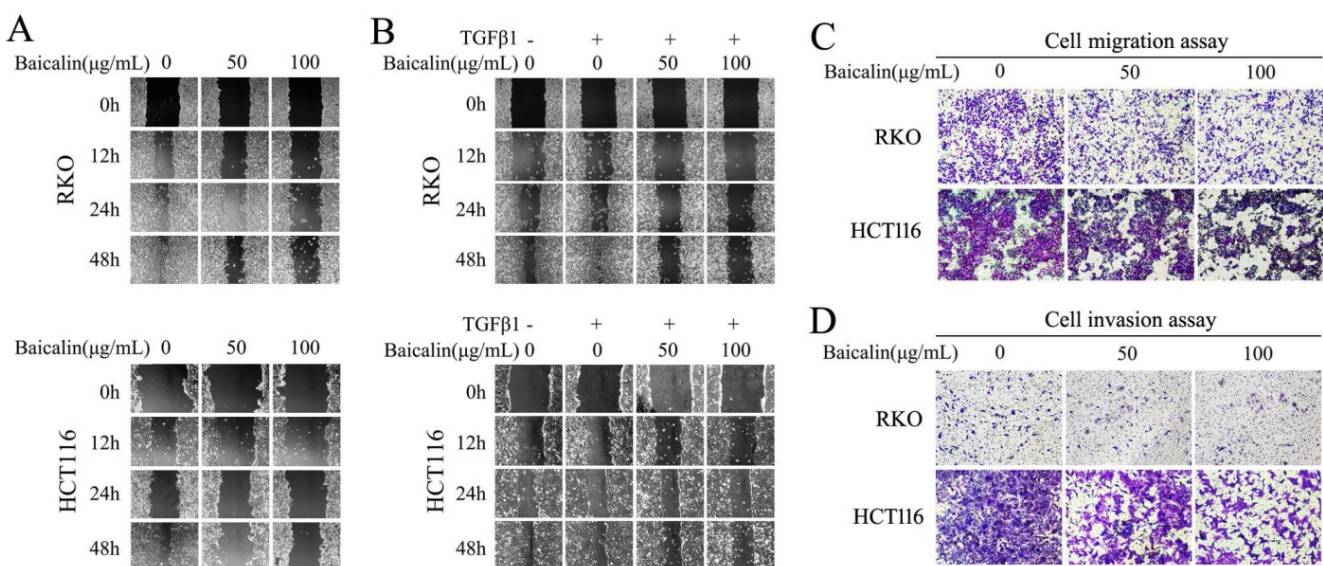 A
Baicalin(μg/mL) 0 50 100
RKO
0h
12h
24h
48h
Baicalin(μg/mL) 0 50 100
HCT116
0h
12h
24h
48h
B
TGFβ1 - + + +
Baicalin(μg/mL) 0 0 50 100
RKO
0h
12h
24h
48h
TGFβ1 - + + +
Baicalin(μg/mL) 0 0 50 100
HCT116
0h
12h
24h
48h
C
Cell migration assay
Baicalin(μg/mL) 0 50 100
RKO
HCT116
D
Cell invasion assay
Baicalin(μg/mL) 0 50 100
RKO
HCT116